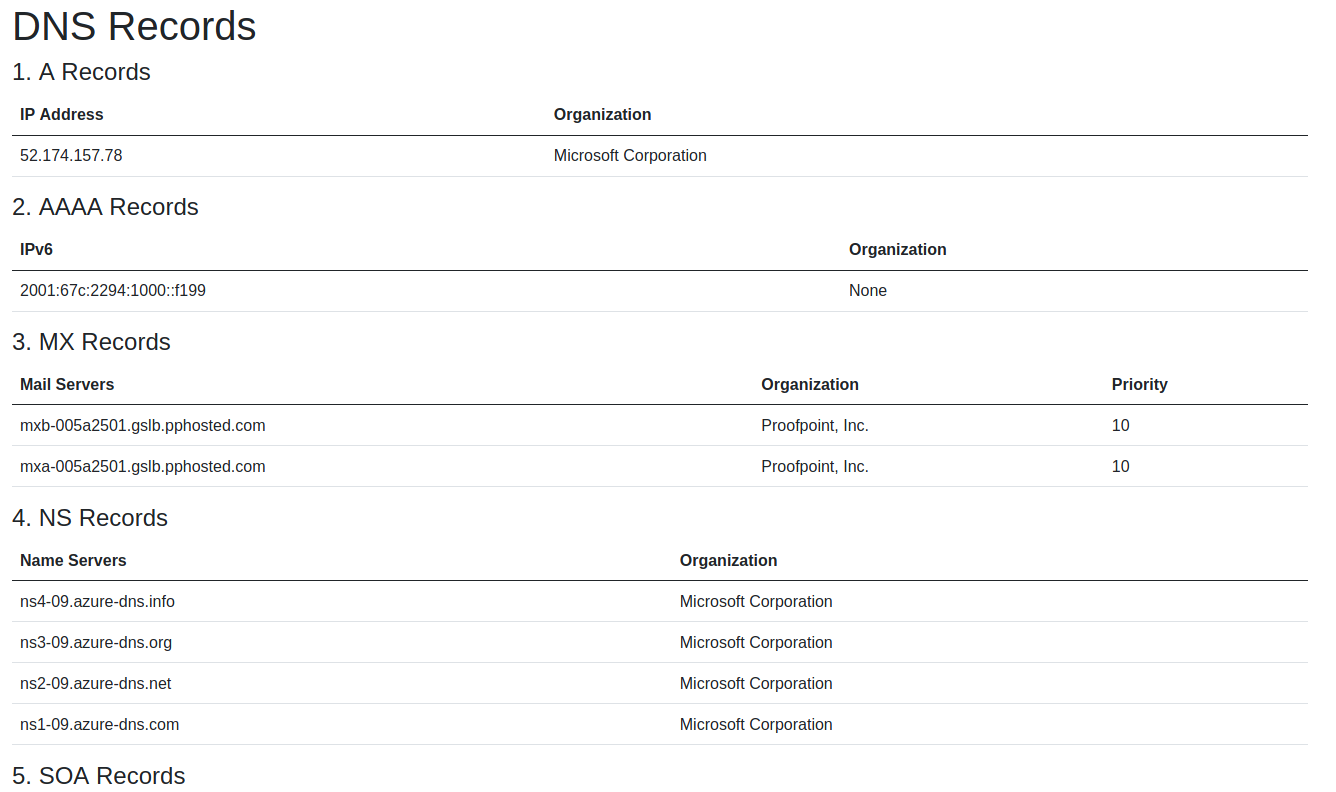 DNS Records
1. A Records
IP Address Organization
52.174.157.78 Microsoft Corporation
2. AAAA Records
IPv6 Organization
2001:67c:2294:1000::f199 None
3. MX Records
Mail Servers Organization Priority
mxb-005a2501.gslb.pphosted.com Proofpoint, Inc. 10
mxa-005a2501.gslb.pphosted.com Proofpoint, Inc. 10
4. NS Records
Name Servers Organization
ns4-09.azure-dns.info Microsoft Corporation
ns3-09.azure-dns.org Microsoft Corporation
ns2-09.azure-dns.net Microsoft Corporation
ns1-09.azure-dns.com Microsoft Corporation
5. SOA Records